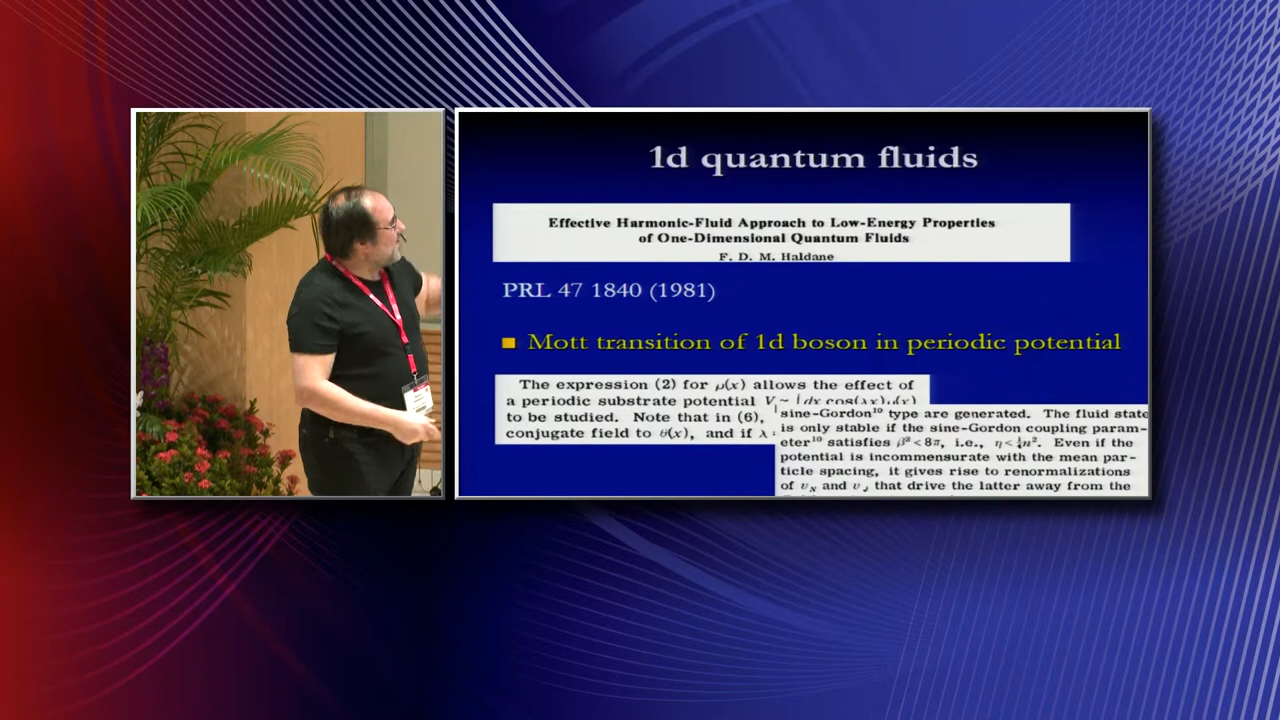 1d quantum fluids
Effective Harmonic-Fluid Approach to Low-Energy Properties
of One-Dimensional Quantum Fluids
F. D. M. Haldane
PRL 47 1840 (1981)
Mott transition of 1d boson in periodic potential
The expression (2) for ρ(x) allows the effect of
a periodic substrate potential V ~ ∫dx cos(λx)ρ(x)
to be studied. Note that in (6),
conjugate field to θ(x), and if λ
sine-Gordon¹⁰ type are generated. The fluid state
is only stable if the sine-Gordon coupling param-
eter¹⁰ satisfies β² < 8π, i.e., η < ¼n². Even if the
potential is incommensurate with the mean par-
ticle spacing, it gives rise to renormalizations
of v_N and v_J that drive the latter away from the